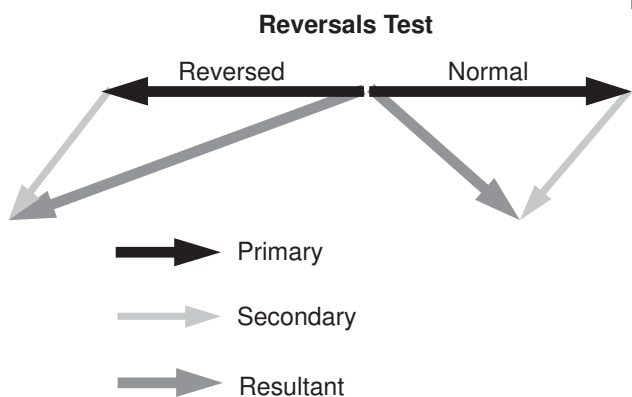 Reversals Test
Reversed Normal
Primary
Secondary
Resultant